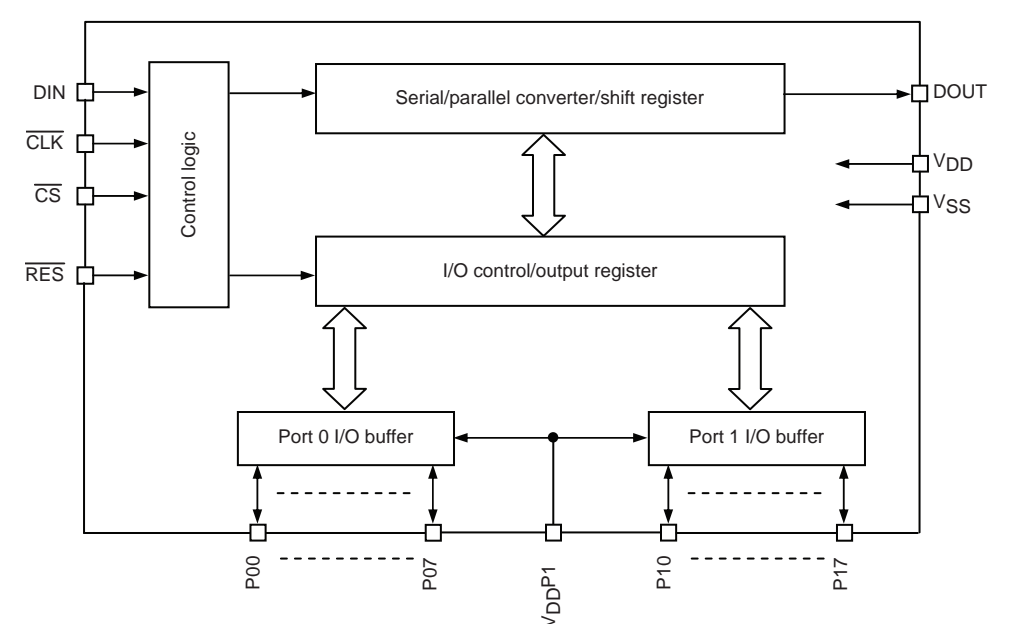 DIN
CLK
CS
RES
Control logic
Serial/parallel converter/shift register
DOUT
VDD
VSS
I/O control/output register
Port 0 I/O buffer
Port 1 I/O buffer
P00
P07
VDDP1
P10
P17